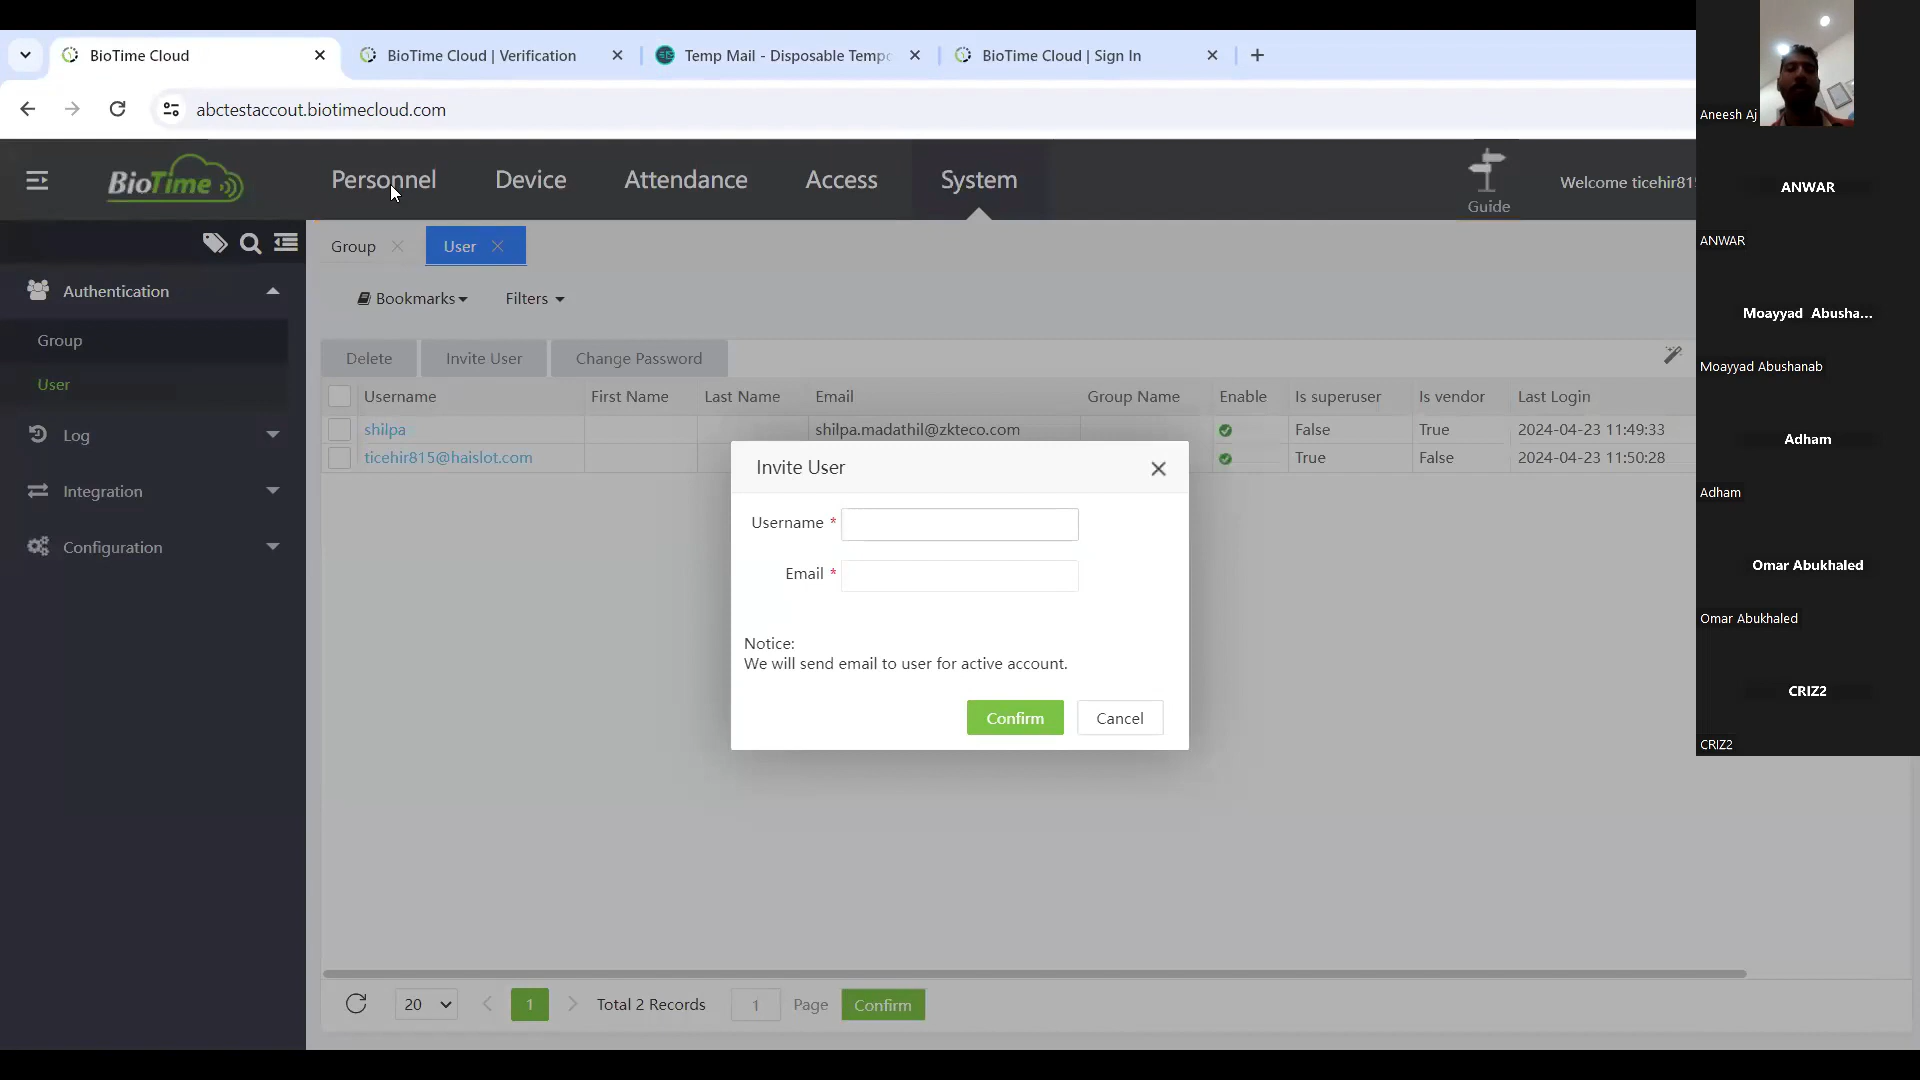 BioTime Cloud
BioTime Cloud | Verification
Temp Mail - Disposable Tempo
BioTime Cloud | Sign In
abctestaccout.biotimecloud.com
BioTime
Personnel
Device
Attendance
Access
System
Guide
Welcome ticehir815
Authentication
Group
User
Log
Integration
Configuration
Group
User
Bookmarks
Filters
Delete
Invite User
Change Password
Username First Name Last Name Email Group Name Enable Is superuser Is vendor Last Login
shilpa shilpa.madathil@zkteco.com False True 2024-04-23 11:49:33
ticehir815@haislot.com True False 2024-04-23 11:50:28
Invite User
Username *
Email *
Notice:
We will send email to user for active account.
Confirm
Cancel
20
1
Total 2 Records
1
Page
Confirm
Aneesh Aj
ANWAR
ANWAR
Moayyad Abusha...
Moayyad Abushanab
Adham
Adham
Omar Abukhaled
Omar Abukhaled
CRIZ2
CRIZ2